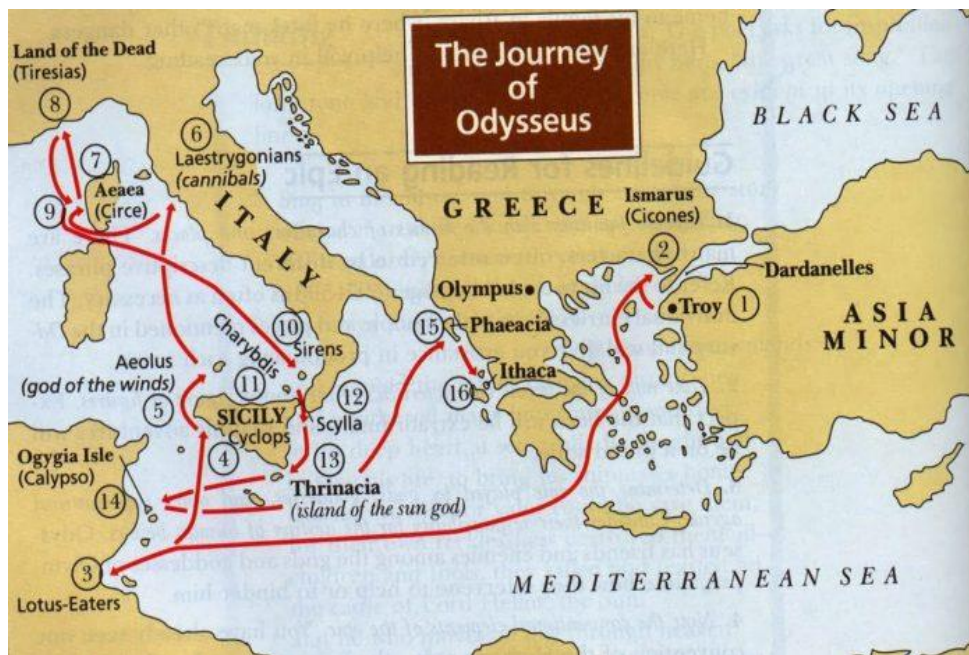 The Journey
of
Odysseus
Land of the Dead
(Tiresias)
8
7
Aeaea
(Circe)
9
6
Laestrygonians
(cannibals)
ITALY
BLACK SEA
GREECE
Ismarus
(Cicones)
2
Dardanelles
Olympus
Troy 1
ASIA
MINOR
10
Sirens
Charybdis
11
15
Phaeacia
Ithaca
16
Aeolus
(god of the winds)
5
SICILY
Cyclops
4
12
Scylla
13
Thrinacia
(island of the sun god)
Ogygia Isle
(Calypso)
14
3
Lotus-Eaters
MEDITERRANEAN SEA